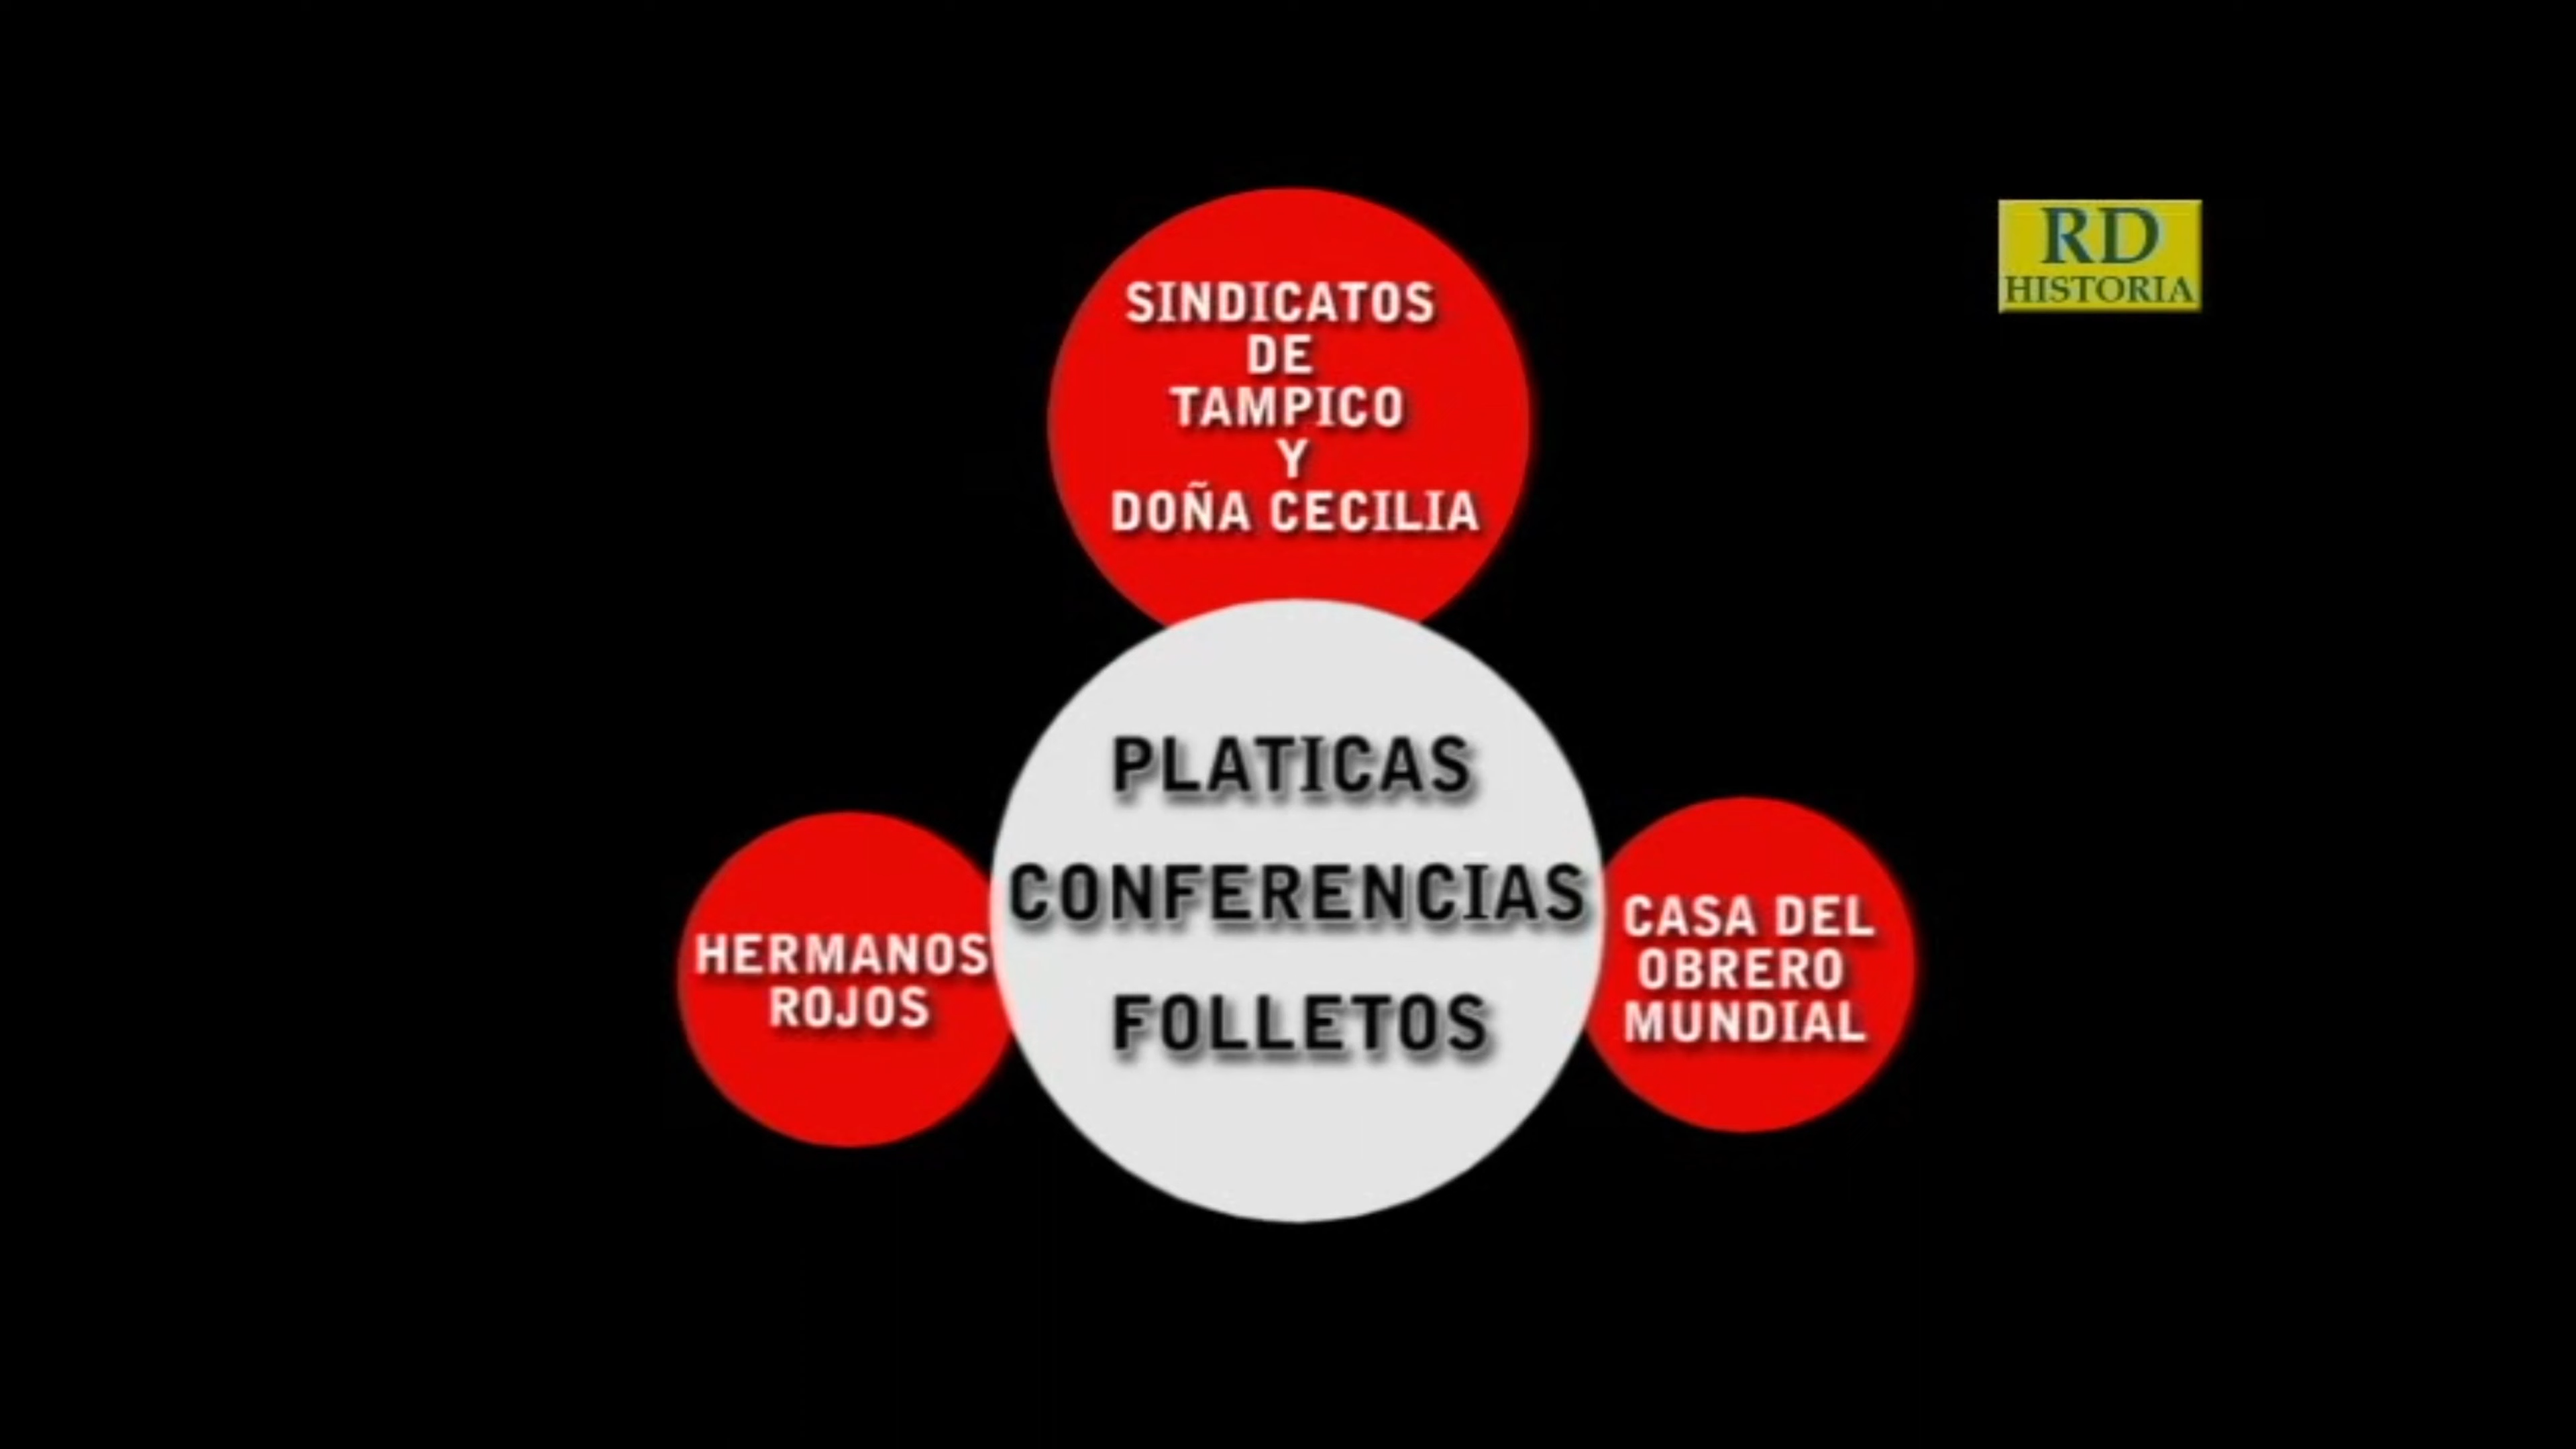 SINDICATOS
DE
TAMPICO
Y
DOÑA CECILIA
RD
HISTORIA
PLATICAS
CONFERENCIAS
FOLLETOS
HERMANOS
ROJOS
CASA DEL
OBRERO
MUNDIAL